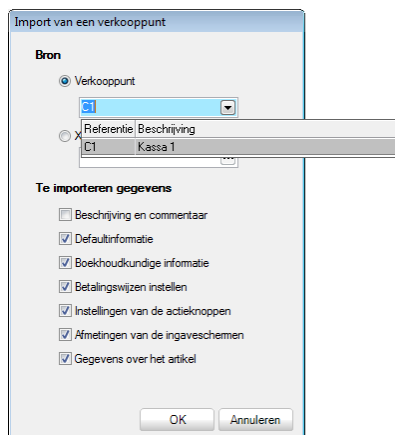 Import van een verkooppunt
Bron
Verkooppunt
C1
X
Referentie Beschrijving
C1 Kassa 1
Te importeren gegevens
Beschrijving en commentaar
Defaultinformatie
Boekhoudkundige informatie
Betalingswijzen instellen
Instellingen van de actieknoppen
Afmetingen van de ingaveschermen
Gegevens over het artikel
OK Annuleren